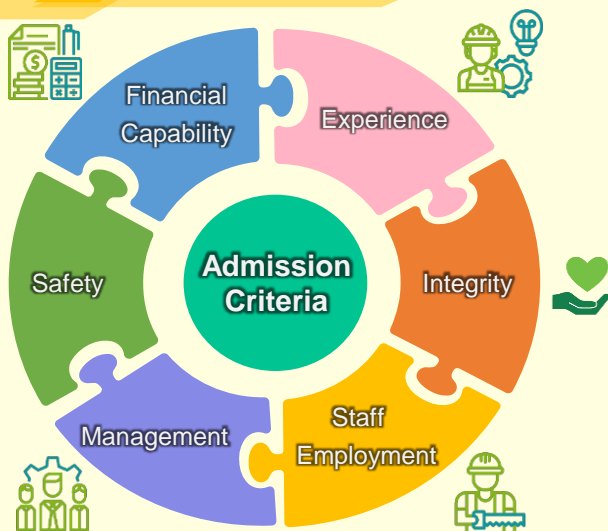 Financial
Capability
Experience
Safety
Admission
Criteria
Integrity
Management
Staff
Employment